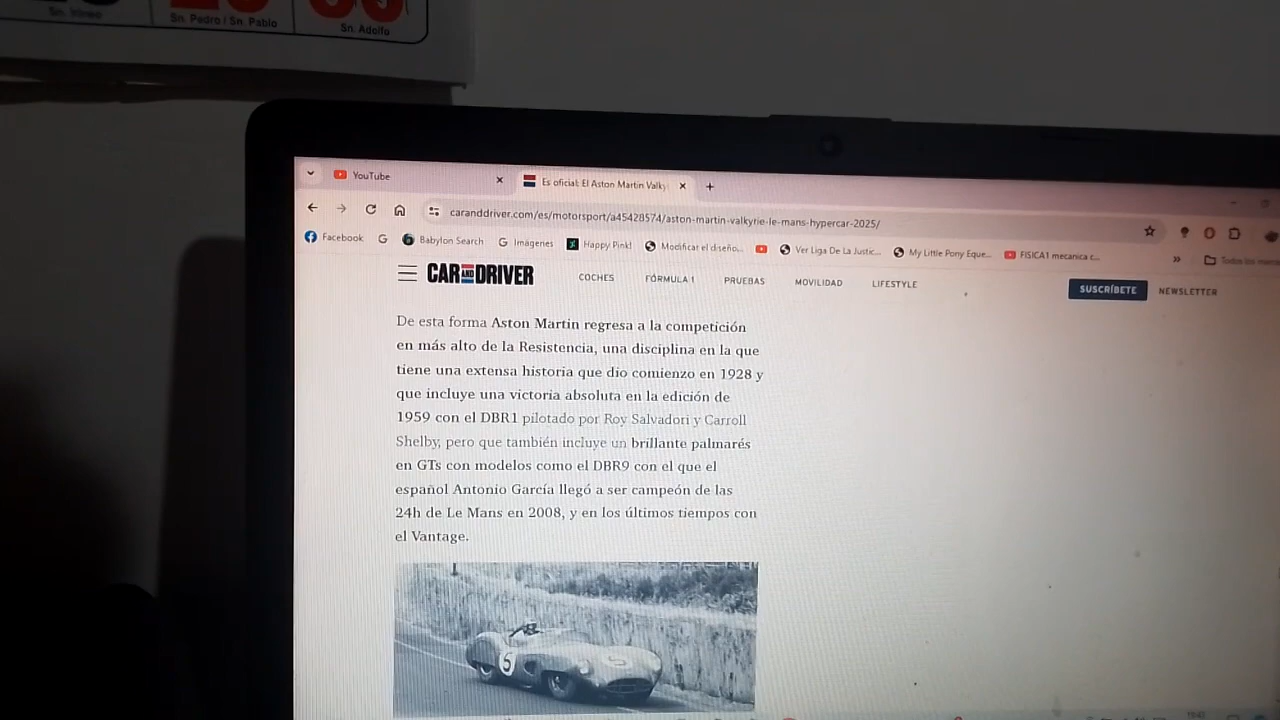 Sn. Pedro / Sn. Pablo
Sn. Adolfo
YouTube
Es oficial: El Aston Martin Valky
caranddriver.com/es/motorsport/a45428574/aston-martin-valkyrie-le-mans-hypercar-2025/
Facebook
Babylon Search
Imágenes
Happy Pink!
Modificar el diseño...
Ver Liga De La Justic...
My Little Pony Eque...
FISICA1 mecanica c...
Todos los
CAR AND DRIVER
COCHES
FÓRMULA 1
PRUEBAS
MOVILIDAD
LIFESTYLE
SUSCRÍBETE
NEWSLETTER
De esta forma Aston Martin regresa a la competición
en más alto de la Resistencia, una disciplina en la que
tiene una extensa historia que dio comienzo en 1928 y
que incluye una victoria absoluta en la edición de
1959 con el DBR1 pilotado por Roy Salvadori y Carroll
Shelby, pero que también incluye un brillante palmarés
en GTs con modelos como el DBR9 con el que el
español Antonio García llegó a ser campeón de las
24h de Le Mans en 2008, y en los últimos tiempos con
el Vantage.
5